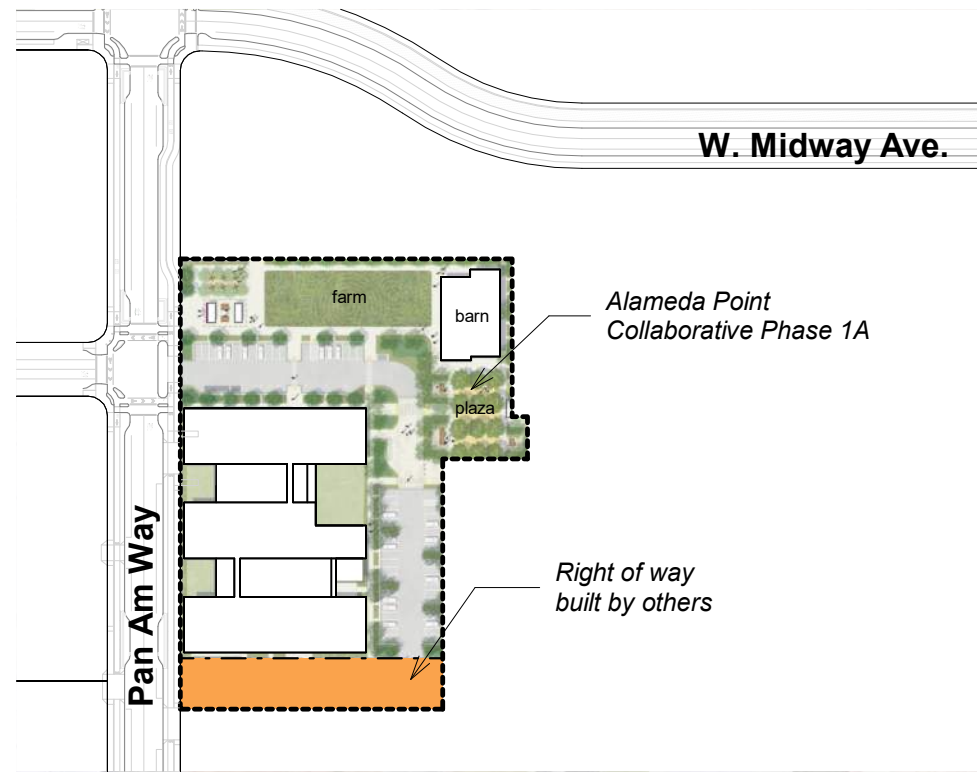 W. Midway Ave.
farm
barn
Alameda Point
Collaborative Phase 1A
plaza
Pan Am Way
Right of way
built by others